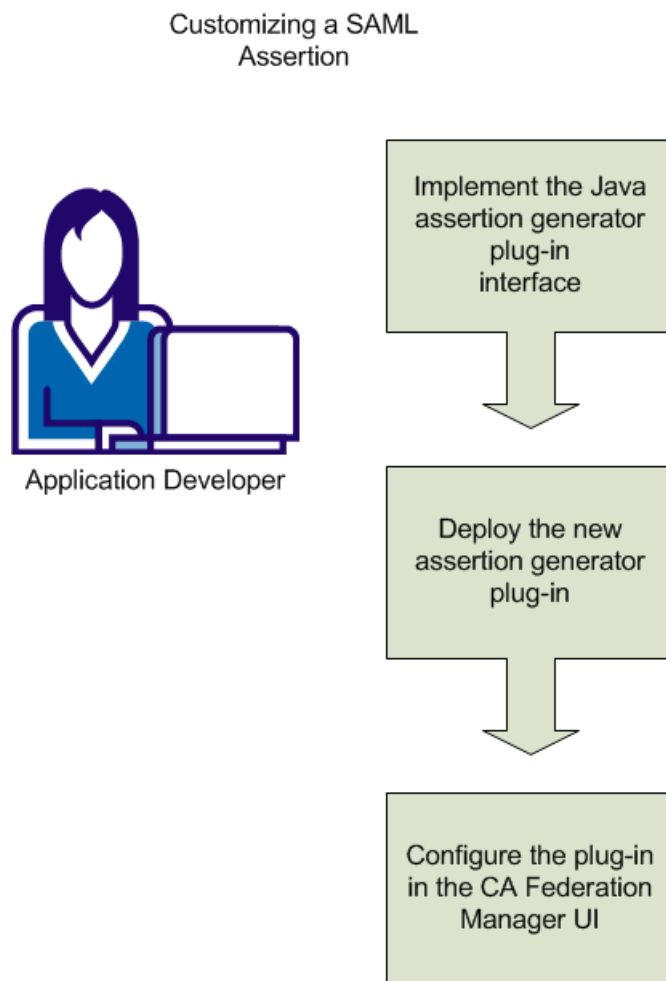 Customizing a SAML
Assertion
Implement the Java
assertion generator
plug-in
interface
Application Developer
Deploy the new
assertion generator
plug-in
Configure the plug-in
in the CA Federation
Manager UI